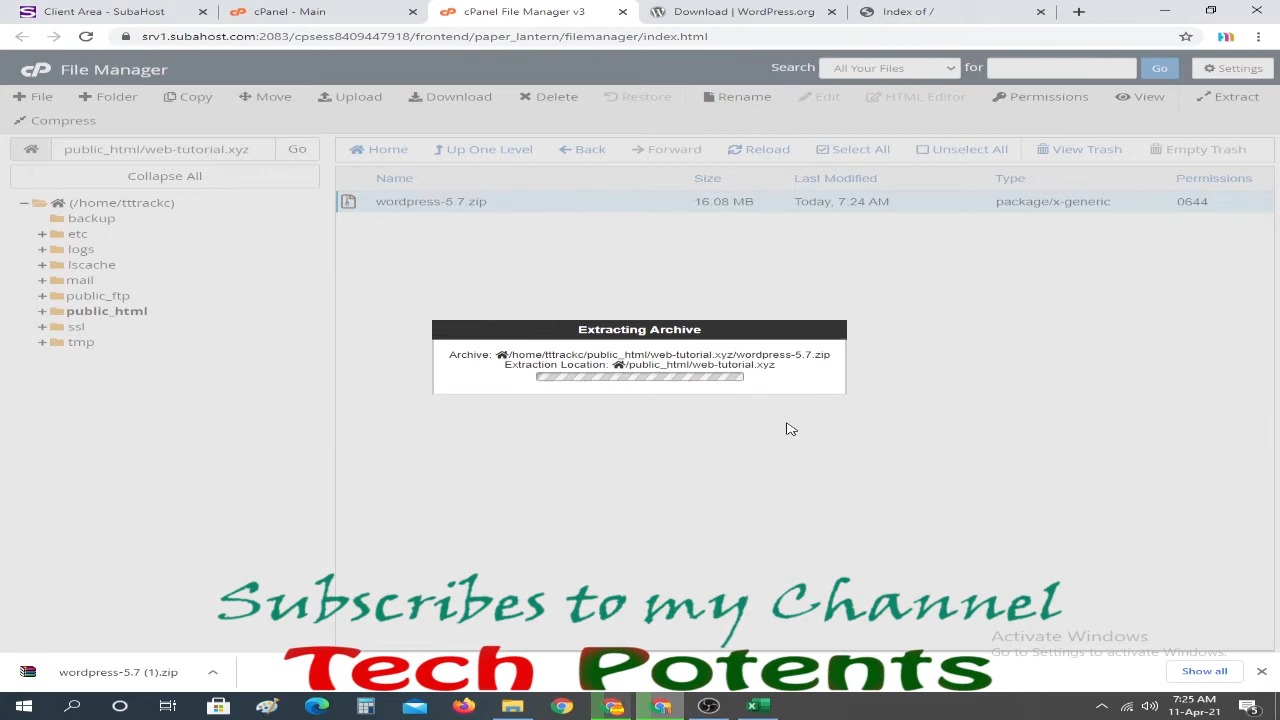 Client Area - SubaHost
cPanel - Main
cPanel File Manager v3
Download | WordPress.org
Index of /
srv1.subahost.com:2083/cpsess8409447918/frontend/paper_lantern/filemanager/index.html
cP File Manager
Search All Your Files for Go Settings
File Folder Copy Move Upload Download Delete Restore Rename Edit HTML Editor Permissions View Extract
Compress
public_html/web-tutorial.xyz Go
Home Up One Level Back Forward Reload Select All Unselect All View Trash Empty Trash
Collapse All
Name Size Last Modified Type Permissions
wordpress-5.7.zip 16.08 MB Today, 7:24 AM package/x-generic 0644
(/home/tttrackc)
backup
etc
logs
lscache
mail
public_ftp
public_html
ssl
tmp
Extracting Archive
Archive: /home/tttrackc/public_html/web-tutorial.xyz/wordpress-5.7.zip
Extraction Location: /public_html/web-tutorial.xyz
Subscribes to my Channel
Tech Potents
Activate Windows
Go to Settings to activate Windows.
wordpress-5.7 (1).zip
Show all
7:25 AM
11-Apr-21
5